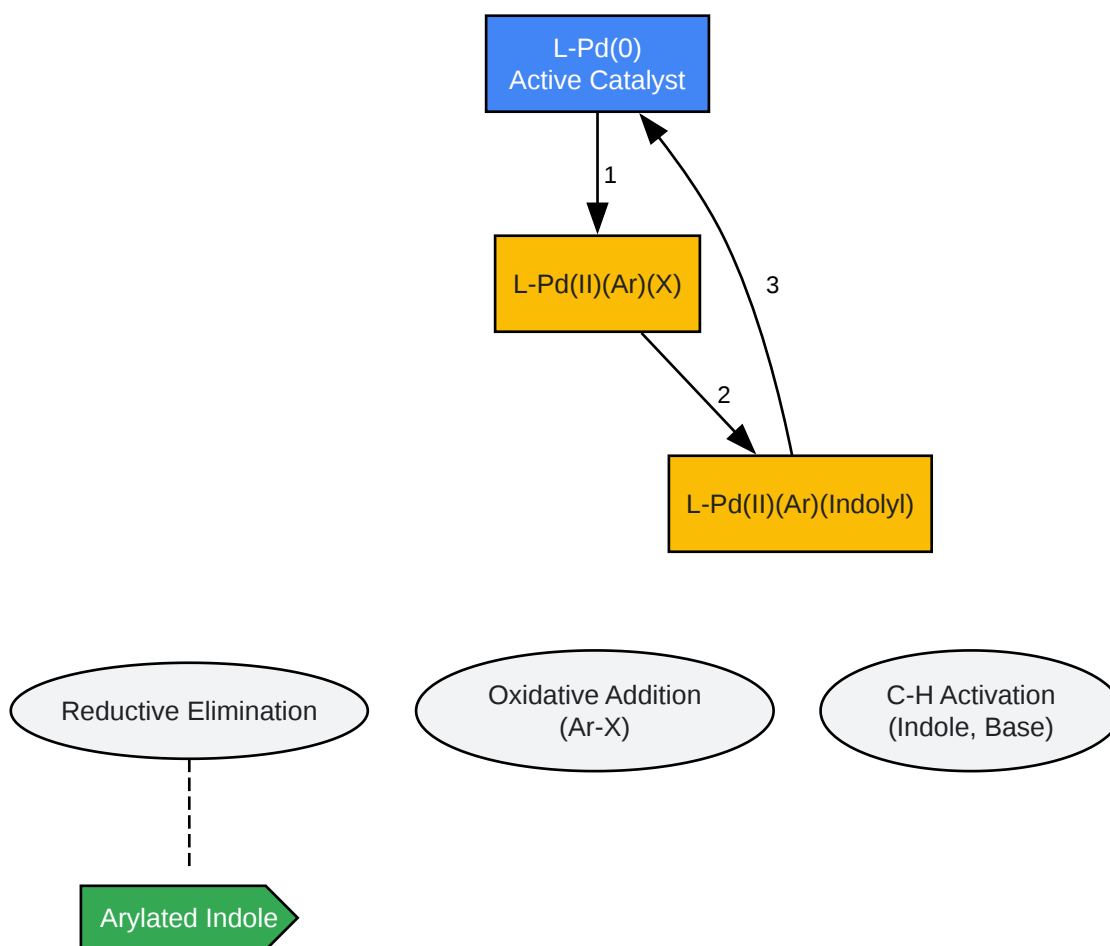 L-Pd(0)
Active Catalyst
1
L-Pd(II)(Ar)(X)
3
2
L-Pd(II)(Ar)(Indolyl)
Reductive Elimination
Oxidative Addition
(Ar-X)
C-H Activation
(Indole, Base)
Arylated Indole